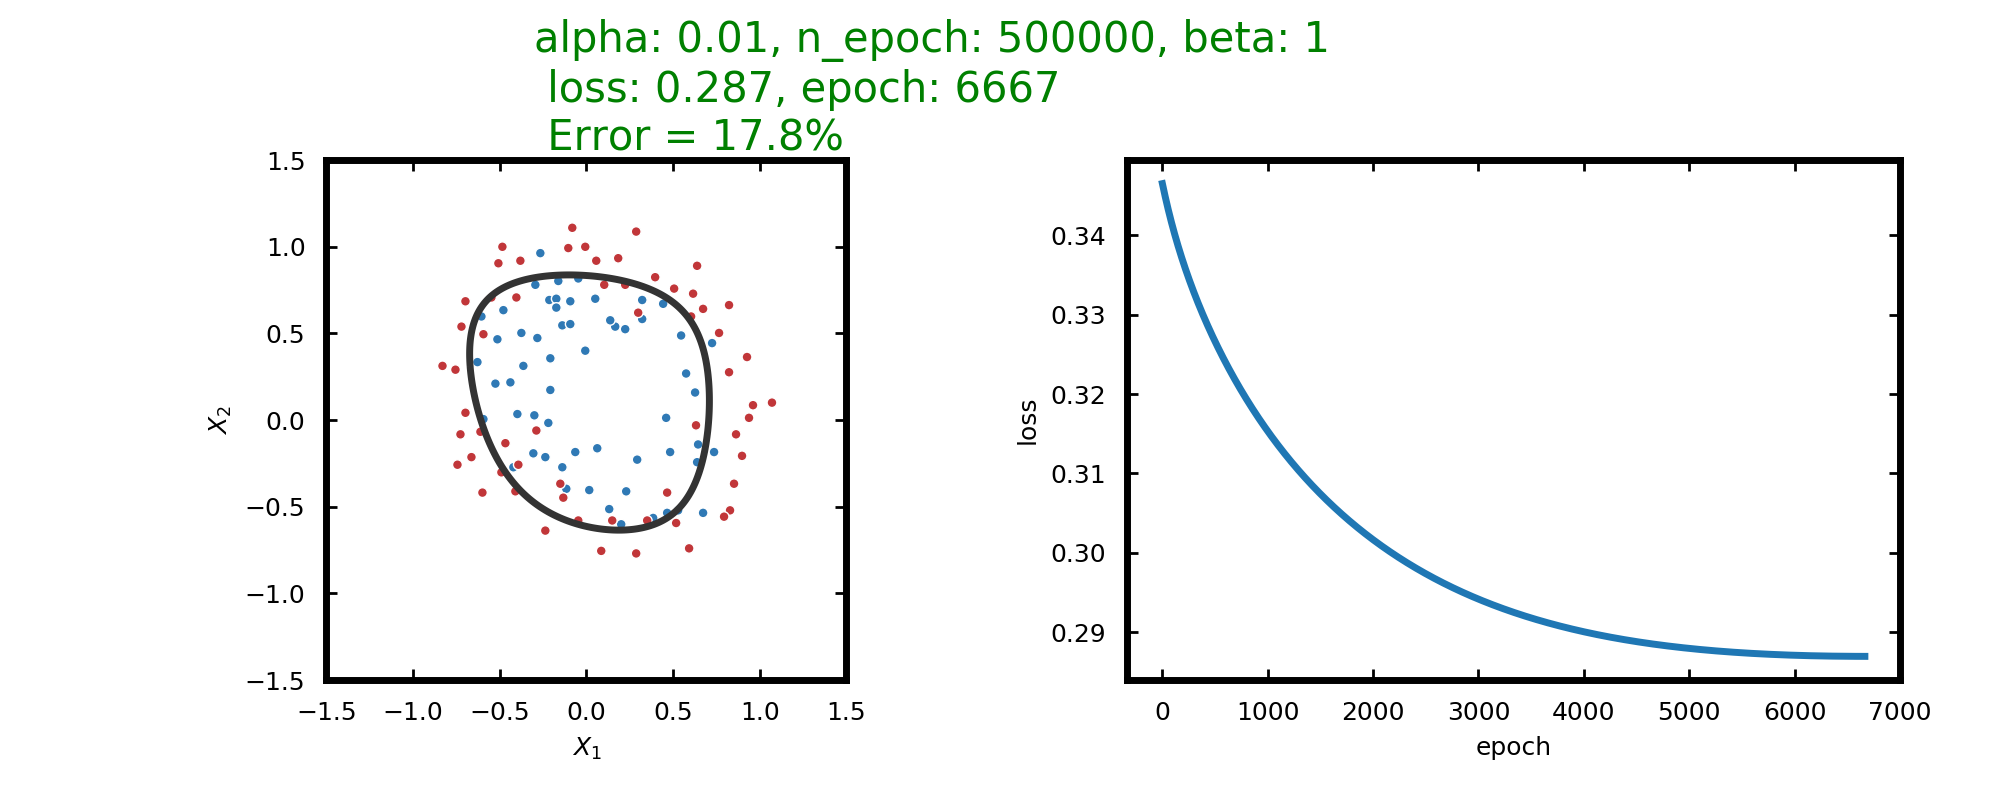 alpha: 0.01, n_epoch: 500000, beta: 1
loss: 0.287, epoch: 6667
Error = 17.8%
1.5
1.0
0.5
0.0
−0.5
−1.0
−1.5
X2
−1.5 −1.0 −0.5 0.0 0.5 1.0 1.5
X1
0.34
0.33
0.32
0.31
0.30
0.29
loss
0 1000 2000 3000 4000 5000 6000 7000
epoch